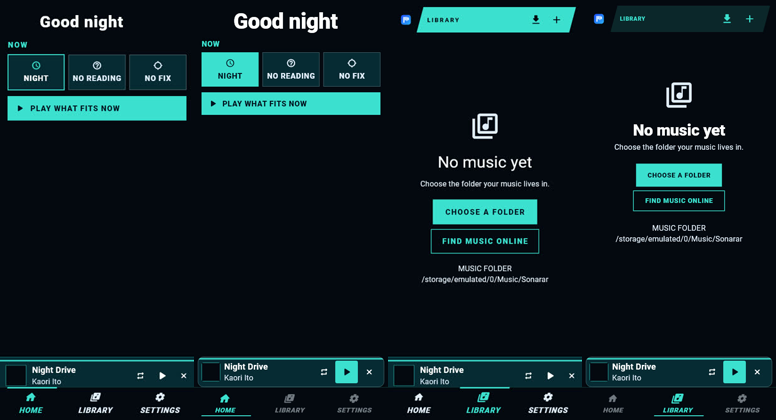 Good night
NOW
NIGHT
NO READING
NO FIX
PLAY WHAT FITS NOW
Night Drive
Kaori Ito
HOME
LIBRARY
SETTINGS
Good night
NOW
NIGHT
NO READING
NO FIX
PLAY WHAT FITS NOW
Night Drive
Kaori Ito
HOME
LIBRARY
SETTINGS
LIBRARY
No music yet
Choose the folder your music lives in.
CHOOSE A FOLDER
FIND MUSIC ONLINE
MUSIC FOLDER
/storage/emulated/0/Music/Sonarar
Night Drive
Kaori Ito
HOME
LIBRARY
SETTINGS
LIBRARY
No music yet
Choose the folder your music lives in.
CHOOSE A FOLDER
FIND MUSIC ONLINE
MUSIC FOLDER
/storage/emulated/0/Music/Sonarar
Night Drive
Kaori Ito
HOME
LIBRARY
SETTINGS